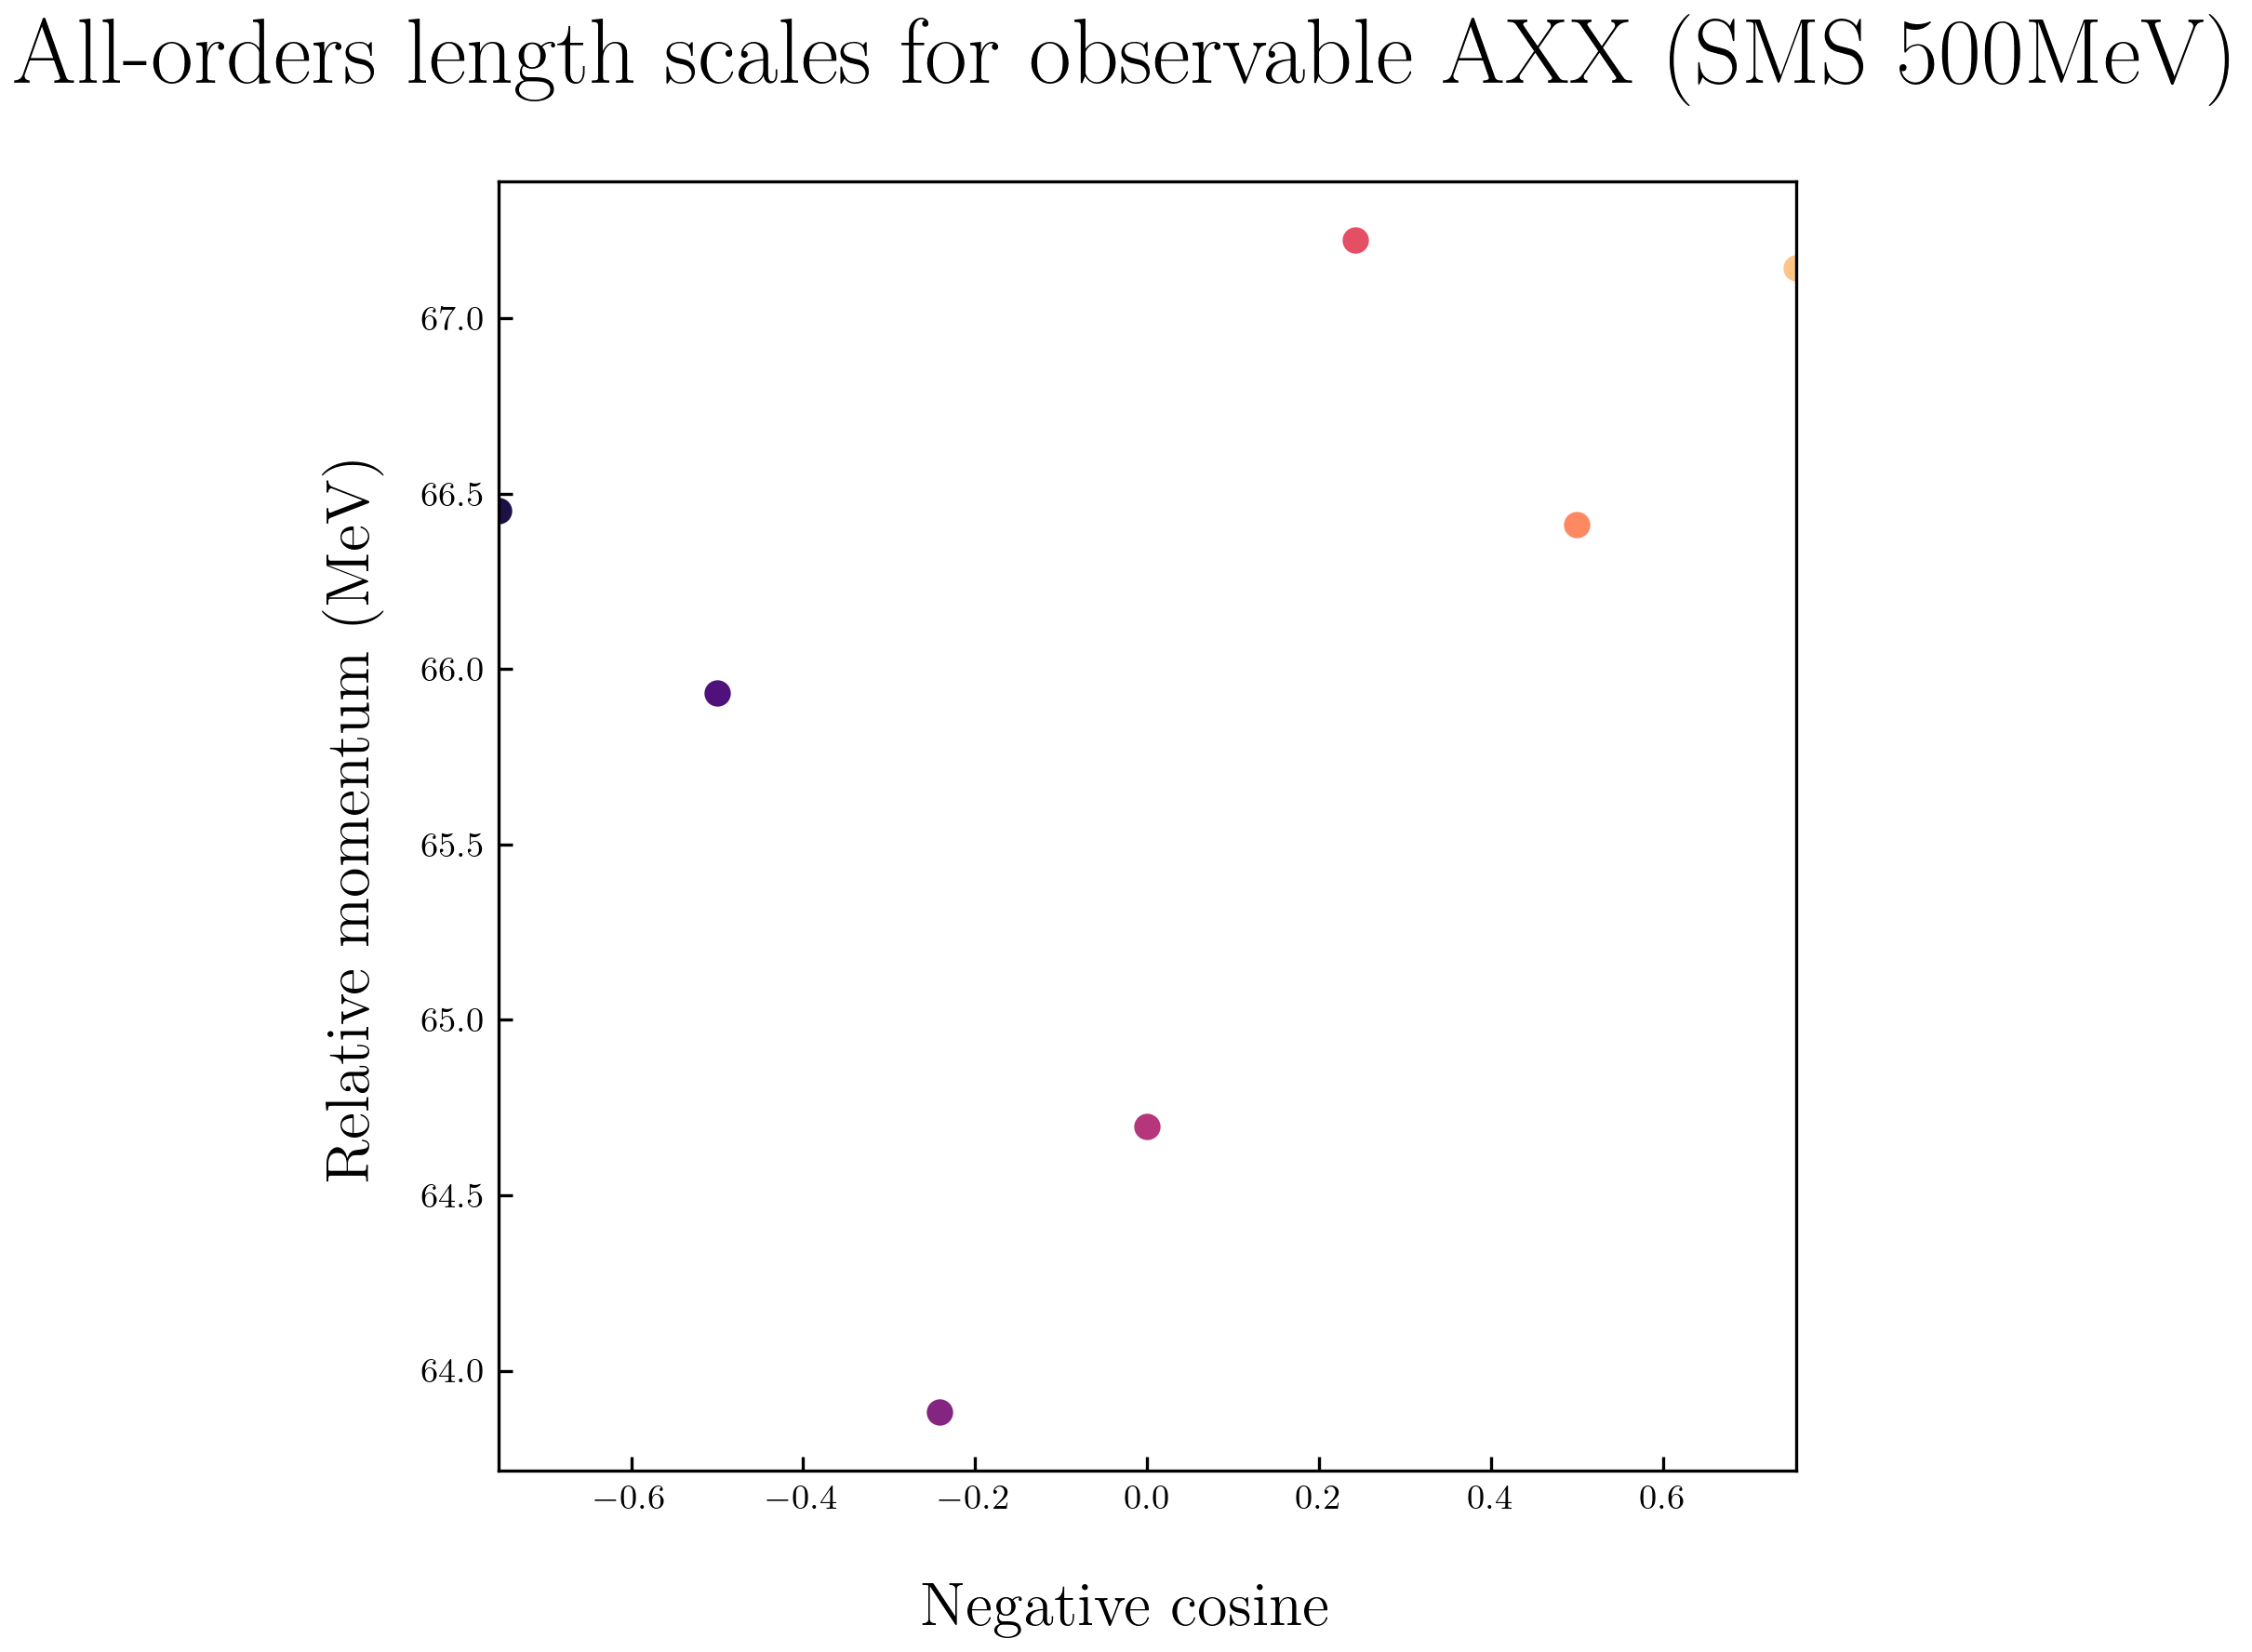 All-orders length scales for observable AXX (SMS 500MeV)
Relative momentum (MeV)
67.0
66.5
66.0
65.5
65.0
64.5
64.0
−0.6 −0.4 −0.2 0.0 0.2 0.4 0.6
Negative cosine